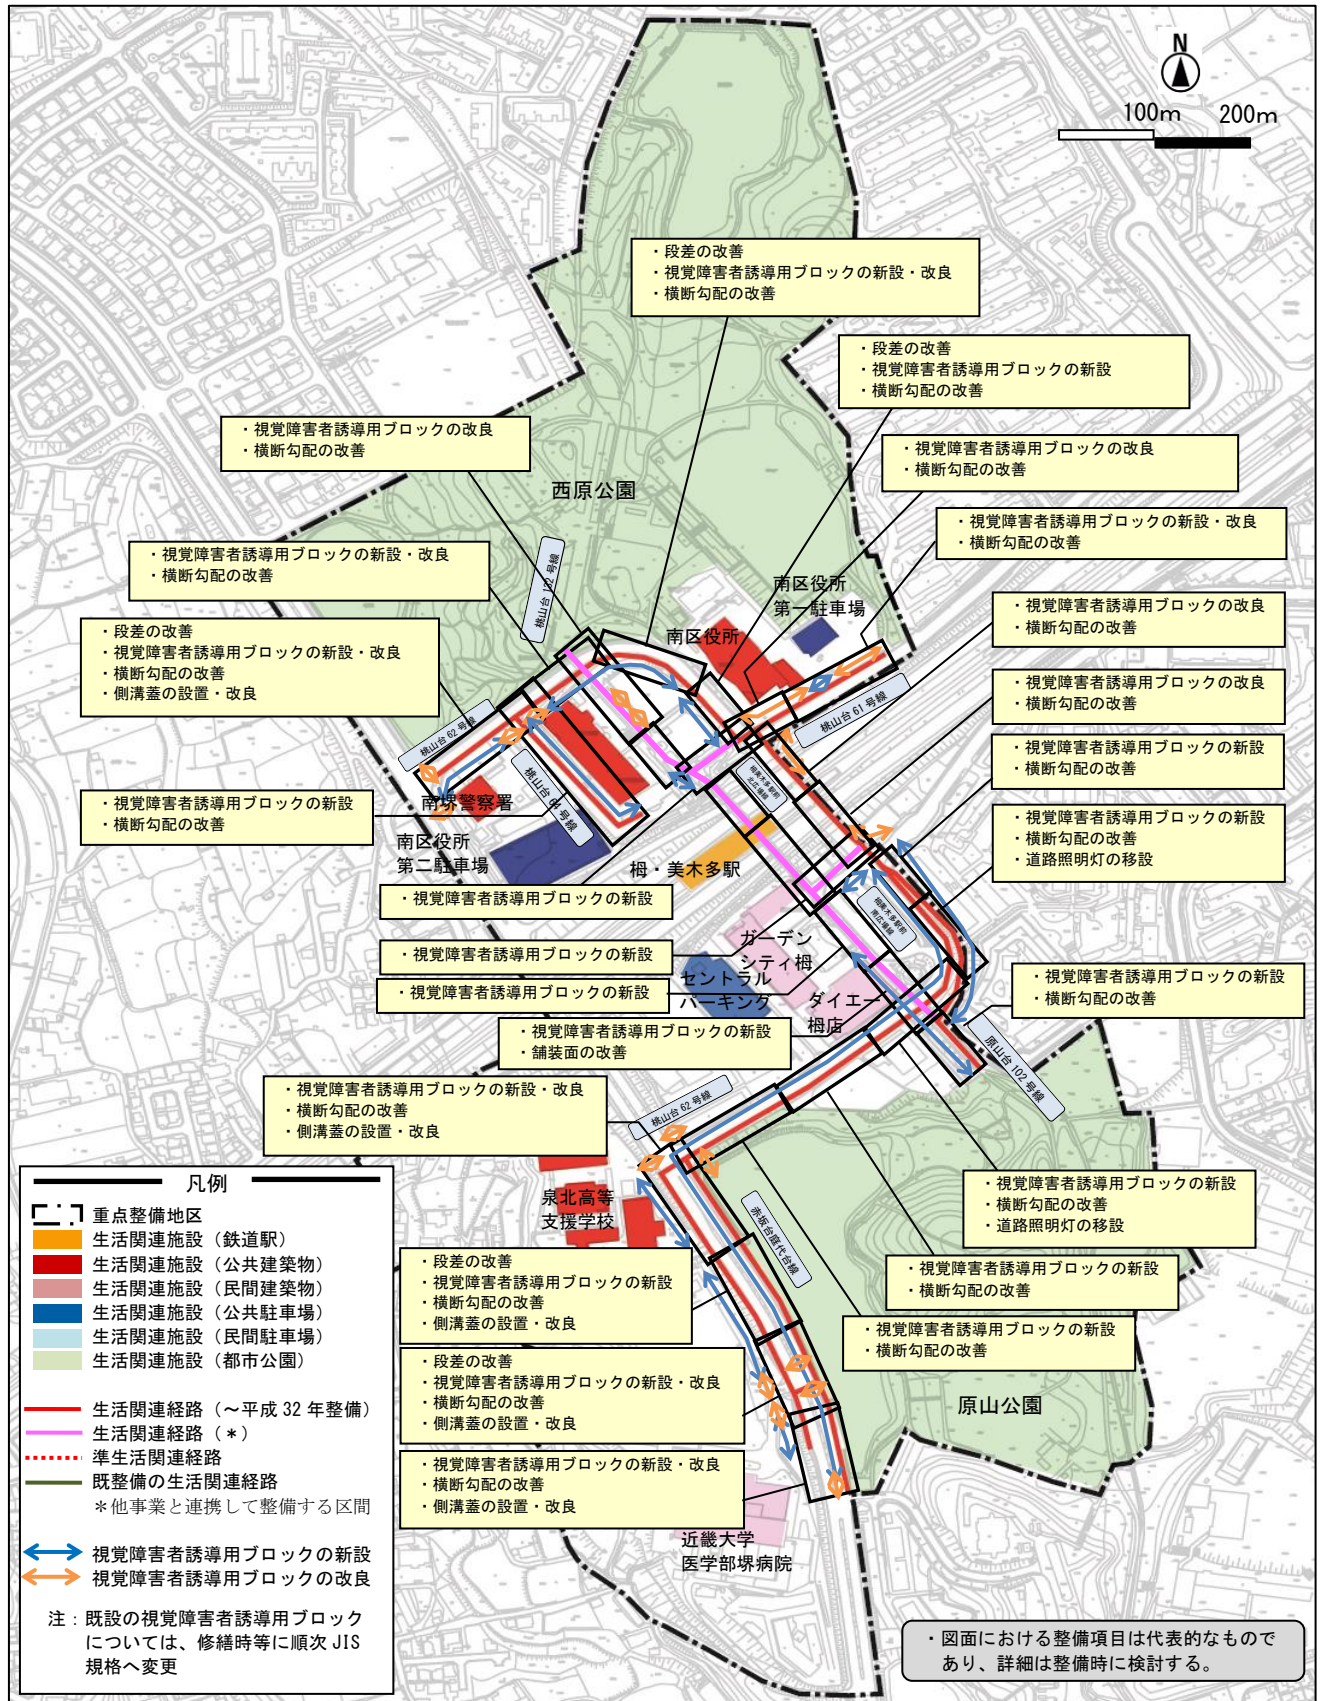 N
100m 200m
・段差の改善
・視覚障害者誘導用ブロックの新設・改良
・横断勾配の改善
・段差の改善
・視覚障害者誘導用ブロックの新設
・横断勾配の改善
・視覚障害者誘導用ブロックの改良
・横断勾配の改善
・視覚障害者誘導用ブロックの改良
・横断勾配の改善
西原公園
・視覚障害者誘導用ブロックの新設・改良
・横断勾配の改善
・視覚障害者誘導用ブロックの新設・改良
・横断勾配の改善
桃山台 132 号線
南区役所
第一駐車場
南区役所
・視覚障害者誘導用ブロックの改良
・横断勾配の改善
・段差の改善
・視覚障害者誘導用ブロックの新設・改良
・横断勾配の改善
・側溝蓋の設置・改良
・視覚障害者誘導用ブロックの改良
・横断勾配の改善
桃山台 61 号線
桃山台 62 号線
・視覚障害者誘導用ブロックの新設
・横断勾配の改善
栂美木多駅前
北広場線
桃山台 64 号線
・視覚障害者誘導用ブロックの新設
・横断勾配の改善
南堺警察署
・視覚障害者誘導用ブロックの新設
・横断勾配の改善
・道路照明灯の移設
南区役所
第二駐車場
栂・美木多駅
・視覚障害者誘導用ブロックの新設
栂美木多駅前
南広場線
・視覚障害者誘導用ブロックの新設
ガーデン
シティ栂
・視覚障害者誘導用ブロックの新設
セントラル
パーキング
ダイエー
栂店
・視覚障害者誘導用ブロックの新設
・横断勾配の改善
・視覚障害者誘導用ブロックの新設
・舗装面の改善
原山台 102 号線
・視覚障害者誘導用ブロックの新設・改良
・横断勾配の改善
・側溝蓋の設置・改良
桃山台 62 号線
・視覚障害者誘導用ブロックの新設
・横断勾配の改善
・道路照明灯の移設
泉北高等
支援学校
赤坂台庭代台線
・視覚障害者誘導用ブロックの新設
・横断勾配の改善
・段差の改善
・視覚障害者誘導用ブロックの新設
・横断勾配の改善
・側溝蓋の設置・改良
・視覚障害者誘導用ブロックの新設
・横断勾配の改善
・段差の改善
・視覚障害者誘導用ブロックの新設・改良
・横断勾配の改善
・側溝蓋の設置・改良
原山公園
・視覚障害者誘導用ブロックの新設・改良
・横断勾配の改善
・側溝蓋の設置・改良
近畿大学
医学部堺病院
凡例
重点整備地区
生活関連施設（鉄道駅）
生活関連施設（公共建築物）
生活関連施設（民間建築物）
生活関連施設（公共駐車場）
生活関連施設（民間駐車場）
生活関連施設（都市公園）
生活関連経路（～平成 32 年整備）
生活関連経路（＊）
準生活関連経路
既整備の生活関連経路
＊他事業と連携して整備する区間
視覚障害者誘導用ブロックの新設
視覚障害者誘導用ブロックの改良
注：既設の視覚障害者誘導用ブロック
については、修繕時等に順次 JIS
規格へ変更
・図面における整備項目は代表的なもので
あり、詳細は整備時に検討する。